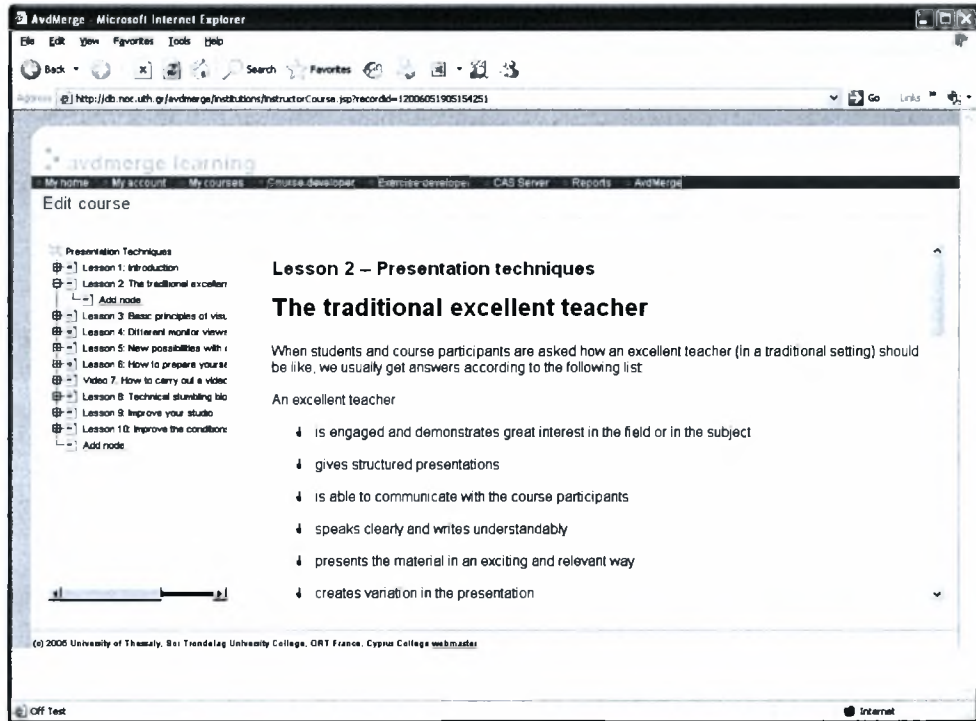 AvdMerge - Microsoft Internet Explorer
File Edit View Favorites Tools Help
Back Search Favorites
Address http://db.noc.uth.gr/avdmerge/institutions/InstructorCourse.jsp?recordId=12006051905154251 Go Links
avdmerge learning
My home My account My courses Course developer Exercise developer CAS Server Reports AvdMerge
Edit course
Presentation Techniques
Lesson 1: Introduction
Lesson 2: The traditional excellen
Add node
Lesson 3: Basic principles of visu
Lesson 4: Different monitor views
Lesson 5: New possibilities with
Lesson 6: How to prepare yourse
Video 7. How to carry out a video
Lesson 8: Technical stumbling blo
Lesson 9: Improve your studio
Lesson 10: Improve the conditions
Add node
Lesson 2 – Presentation techniques
The traditional excellent teacher
When students and course participants are asked how an excellent teacher (in a traditional setting) should
be like, we usually get answers according to the following list
An excellent teacher
is engaged and demonstrates great interest in the field or in the subject
gives structured presentations
is able to communicate with the course participants
speaks clearly and writes understandably
presents the material in an exciting and relevant way
creates variation in the presentation
(c) 2006 University of Thessaly, Sor Trondelag University College, ORT France, Cyprus College webmaster
Off Text
Internet